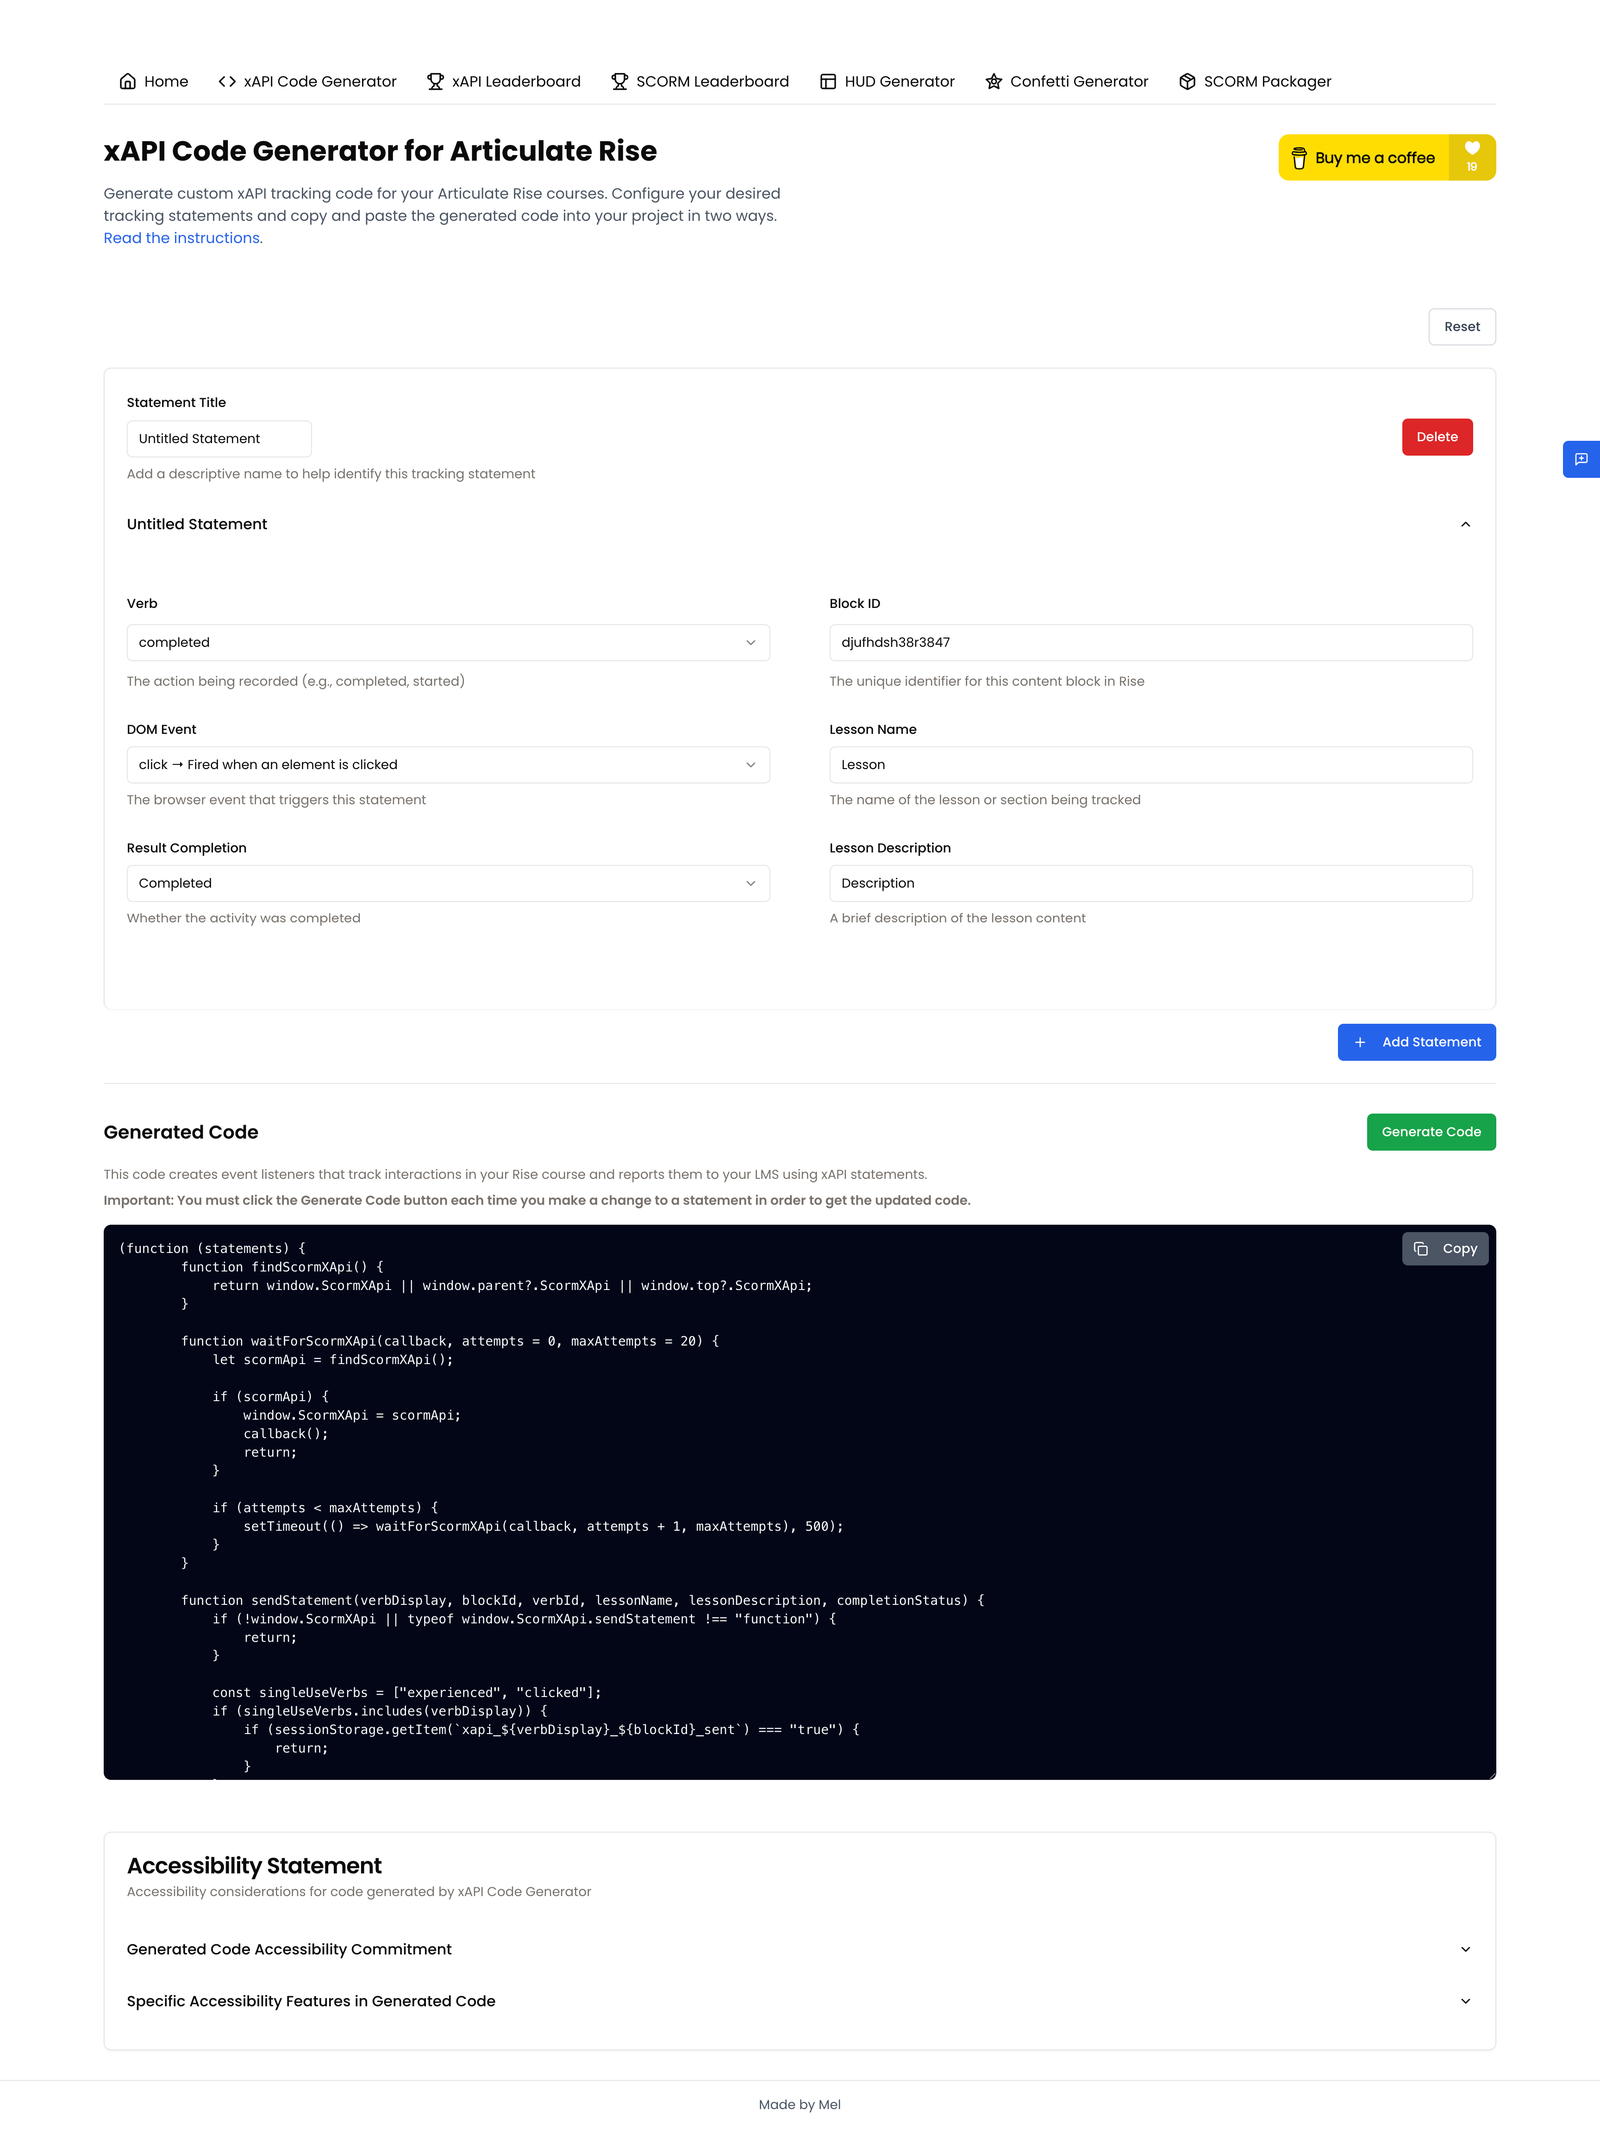 Home
xAPI Code Generator
xAPI Leaderboard
SCORM Leaderboard
HUD Generator
Confetti Generator
SCORM Packager
xAPI Code Generator for Articulate Rise
Buy me a coffee
19
Generate custom xAPI tracking code for your Articulate Rise courses. Configure your desired
tracking statements and copy and paste the generated code into your project in two ways.
Read the instructions.
Reset
Statement Title
Untitled Statement
Delete
Add a descriptive name to help identify this tracking statement
Untitled Statement
Verb
completed
The action being recorded (e.g., completed, started)
Block ID
djufhdsh38r3847
The unique identifier for this content block in Rise
DOM Event
click → Fired when an element is clicked
The browser event that triggers this statement
Lesson Name
Lesson
The name of the lesson or section being tracked
Result Completion
Completed
Whether the activity was completed
Lesson Description
Description
A brief description of the lesson content
+ Add Statement
Generated Code
Generate Code
This code creates event listeners that track interactions in your Rise course and reports them to your LMS using xAPI statements.
Important: You must click the Generate Code button each time you make a change to a statement in order to get the updated code.
Copy
(function (statements) {
        function findScormXApi() {
            return window.ScormXApi || window.parent?.ScormXApi || window.top?.ScormXApi;
        }

        function waitForScormXApi(callback, attempts = 0, maxAttempts = 20) {
            let scormApi = findScormXApi();

            if (scormApi) {
                window.ScormXApi = scormApi;
                callback();
                return;
            }

            if (attempts < maxAttempts) {
                setTimeout(() => waitForScormXApi(callback, attempts + 1, maxAttempts), 500);
            }
        }

        function sendStatement(verbDisplay, blockId, verbId, lessonName, lessonDescription, completionStatus) {
            if (!window.ScormXApi || typeof window.ScormXApi.sendStatement !== "function") {
                return;
            }

            const singleUseVerbs = ["experienced", "clicked"];
            if (singleUseVerbs.includes(verbDisplay)) {
                if (sessionStorage.getItem(`xapi_${verbDisplay}_${blockId}_sent`) === "true") {
                    return;
                }
Accessibility Statement
Accessibility considerations for code generated by xAPI Code Generator
Generated Code Accessibility Commitment
Specific Accessibility Features in Generated Code
Made by Mel